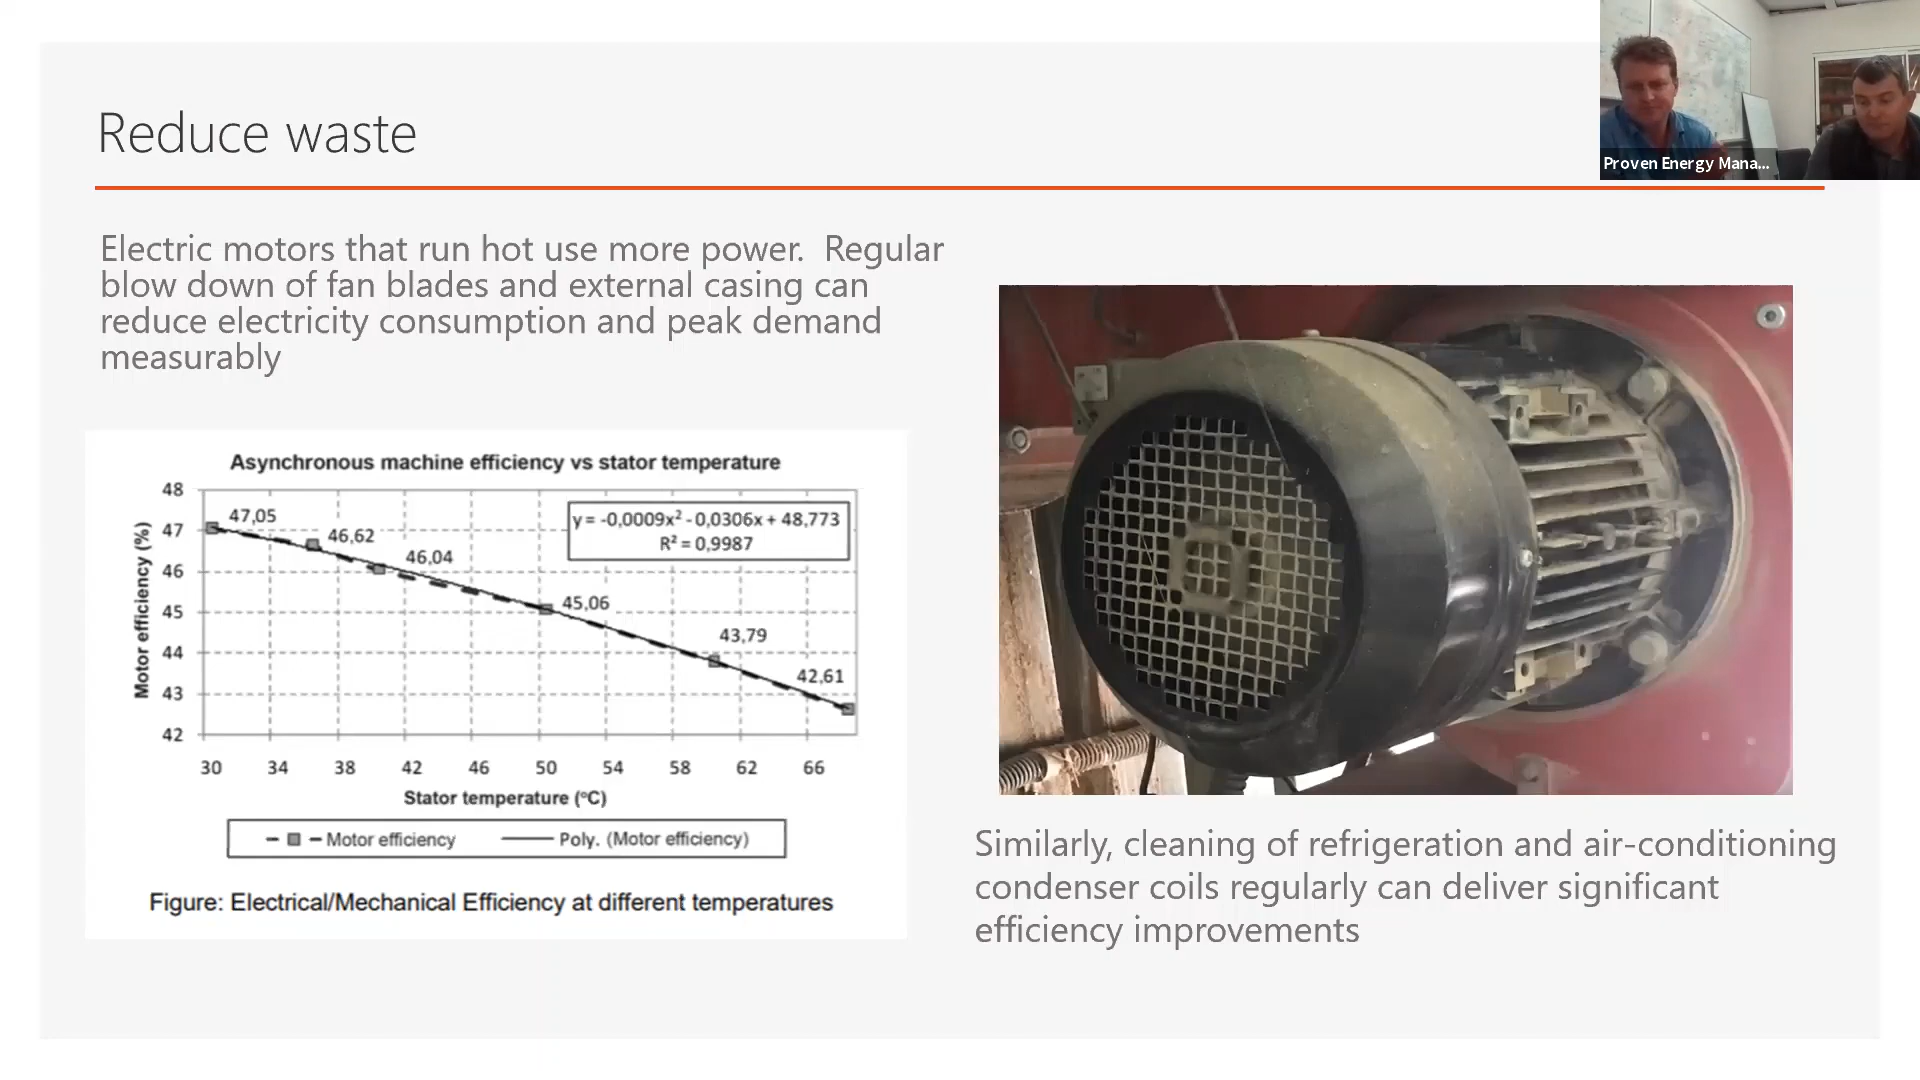 Reduce waste
Proven Energy Mana...
Electric motors that run hot use more power.  Regular
blow down of fan blades and external casing can
reduce electricity consumption and peak demand
measurably
Asynchronous machine efficiency vs stator temperature
Motor efficiency (%)
48
47
46
45
44
43
42
47,05
46,62
46,04
45,06
43,79
42,61
y = -0,0009x² - 0,0306x + 48,773
R² = 0,9987
30 34 38 42 46 50 54 58 62 66
Stator temperature (°C)
Motor efficiency
Poly. (Motor efficiency)
Figure: Electrical/Mechanical Efficiency at different temperatures
Similarly, cleaning of refrigeration and air-conditioning
condenser coils regularly can deliver significant
efficiency improvements